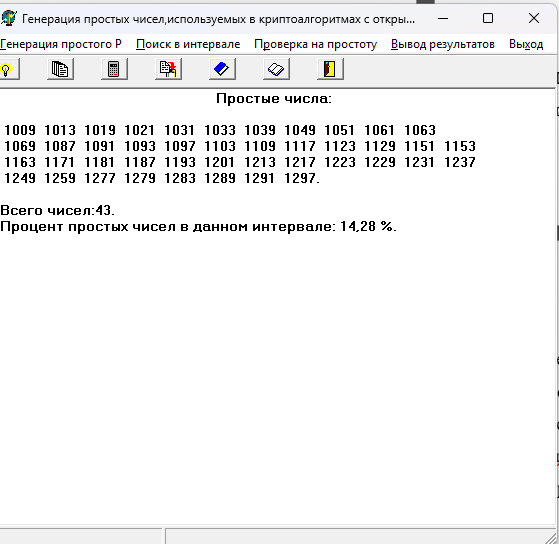 Генерация простых чисел,используемых в криптоалгоритмах с откры...
Генерация простого P Поиск в интервале Проверка на простоту Вывод результатов Выход
Простые числа:
1009 1013 1019 1021 1031 1033 1039 1049 1051 1061 1063
1069 1087 1091 1093 1097 1103 1109 1117 1123 1129 1151 1153
1163 1171 1181 1187 1193 1201 1213 1217 1223 1229 1231 1237
1249 1259 1277 1279 1283 1289 1291 1297.
Всего чисел:43.
Процент простых чисел в данном интервале: 14,28 %.